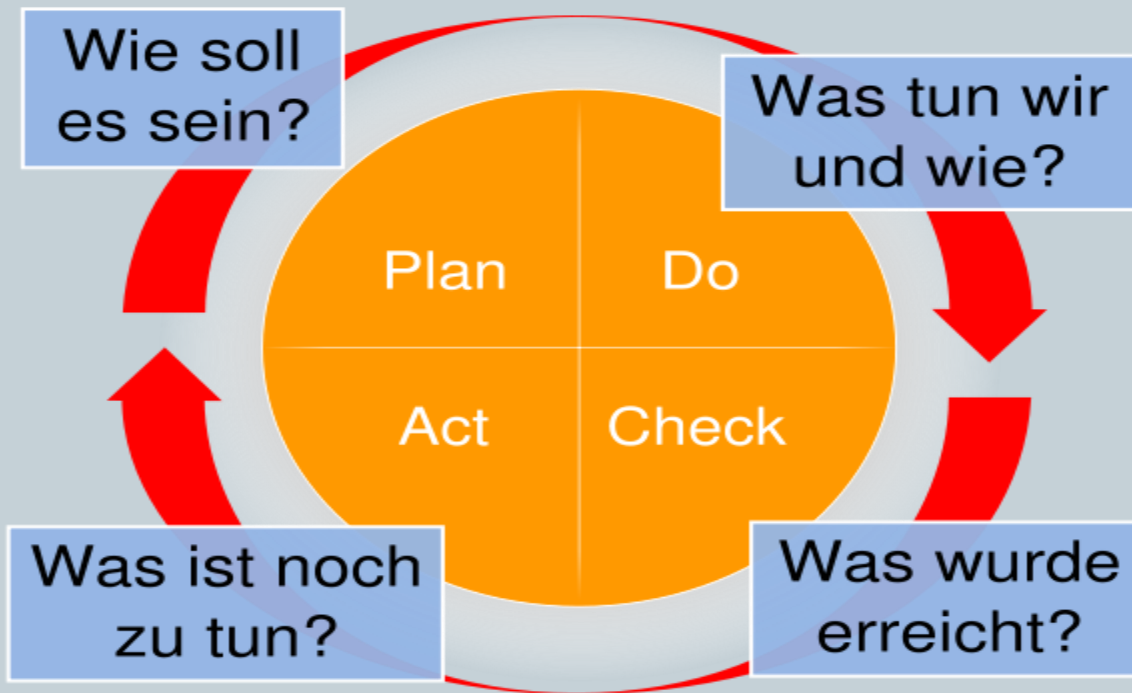 Wie soll
es sein?
Was tun wir
und wie?
Plan
Do
Act
Check
Was ist noch
zu tun?
Was wurde
erreicht?